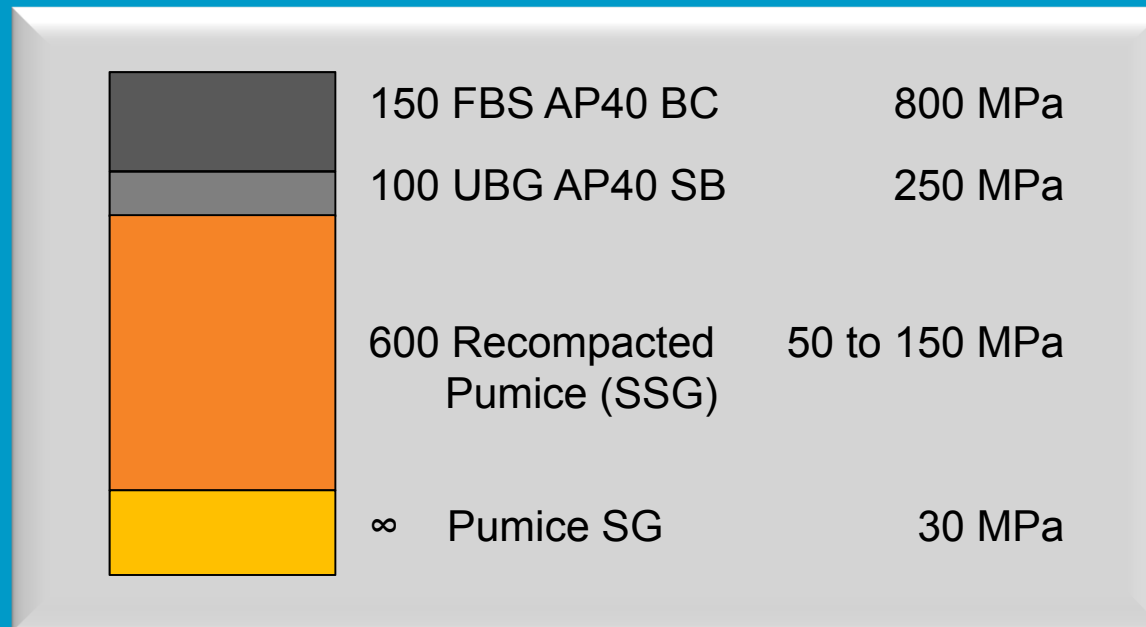 150 FBS AP40 BC 800 MPa
100 UBG AP40 SB 250 MPa
600 Recompacted 50 to 150 MPa
Pumice (SSG)
∞ Pumice SG 30 MPa